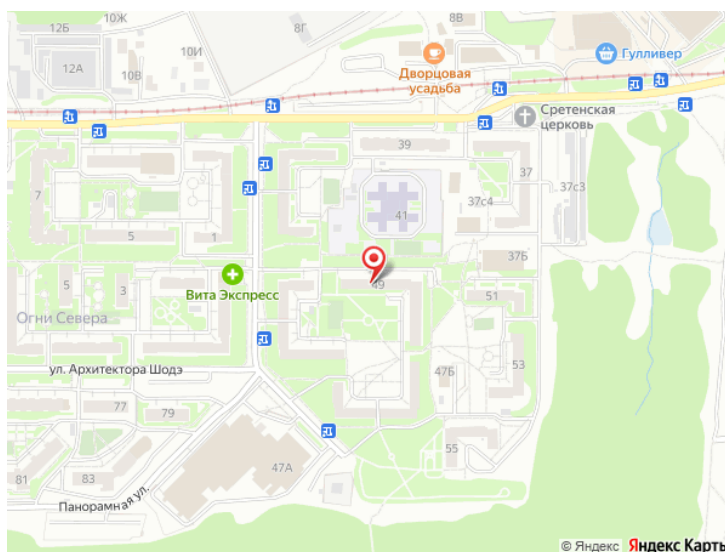 10Ж
12Б
8Г
8В
10И
12А
10В
Гулливер
Дворцовая
усадьба
Сретенская
церковь
39
7
37
37с3
37с4
41
5
1
37Б
5
3
Вита Экспресс
49
51
Огни Севера
53
ул. Архитектора Шодэ
47Б
77
79
55
47А
81
83
Панорамная ул.
© Яндекс Яндекс Карты